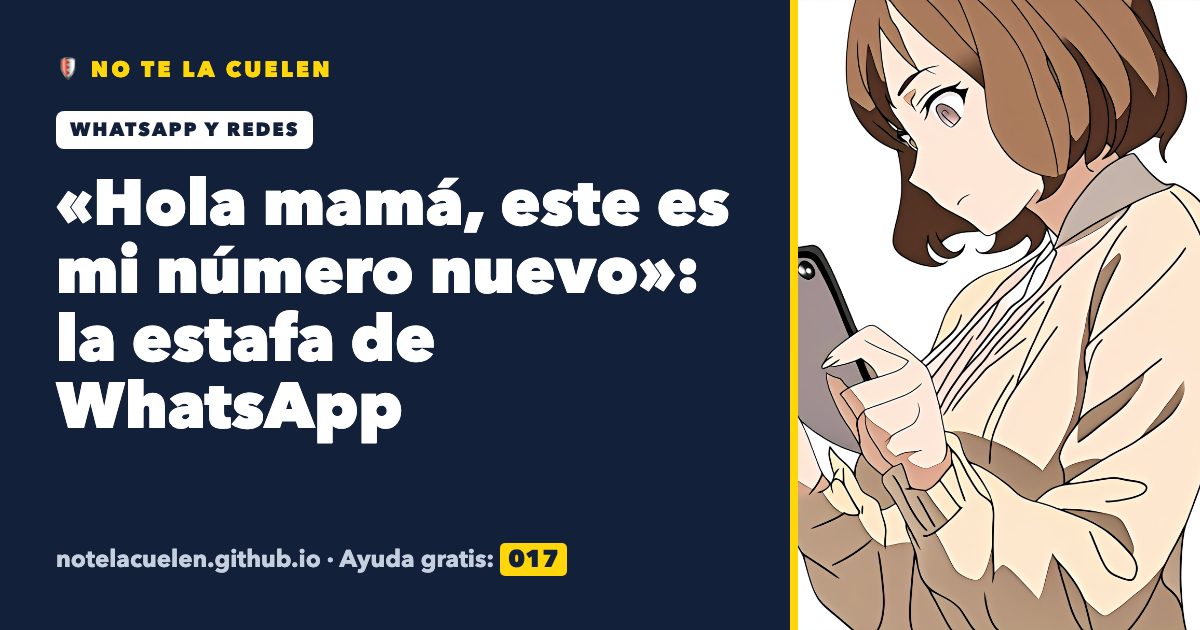 NO TE LA CUELEN
WHATSAPP Y REDES
«Hola mamá, este es
mi número nuevo»:
la estafa de
WhatsApp
notelacuelen.github.io · Ayuda gratis: 017